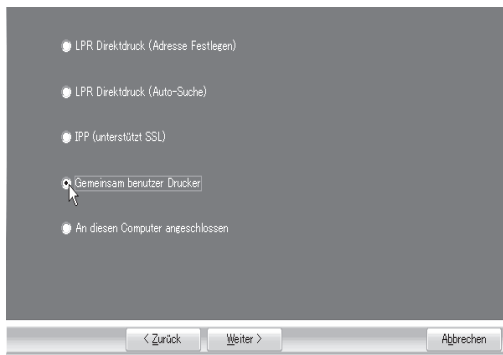 LPR Direktdruck (Adresse Festlegen)
LPR Direktdruck (Auto-Suche)
IPP (unterstützt SSL)
Gemeinsam benutzer Drucker
An diesen Computer angeschlossen
< Zurück Weiter > Abbrechen